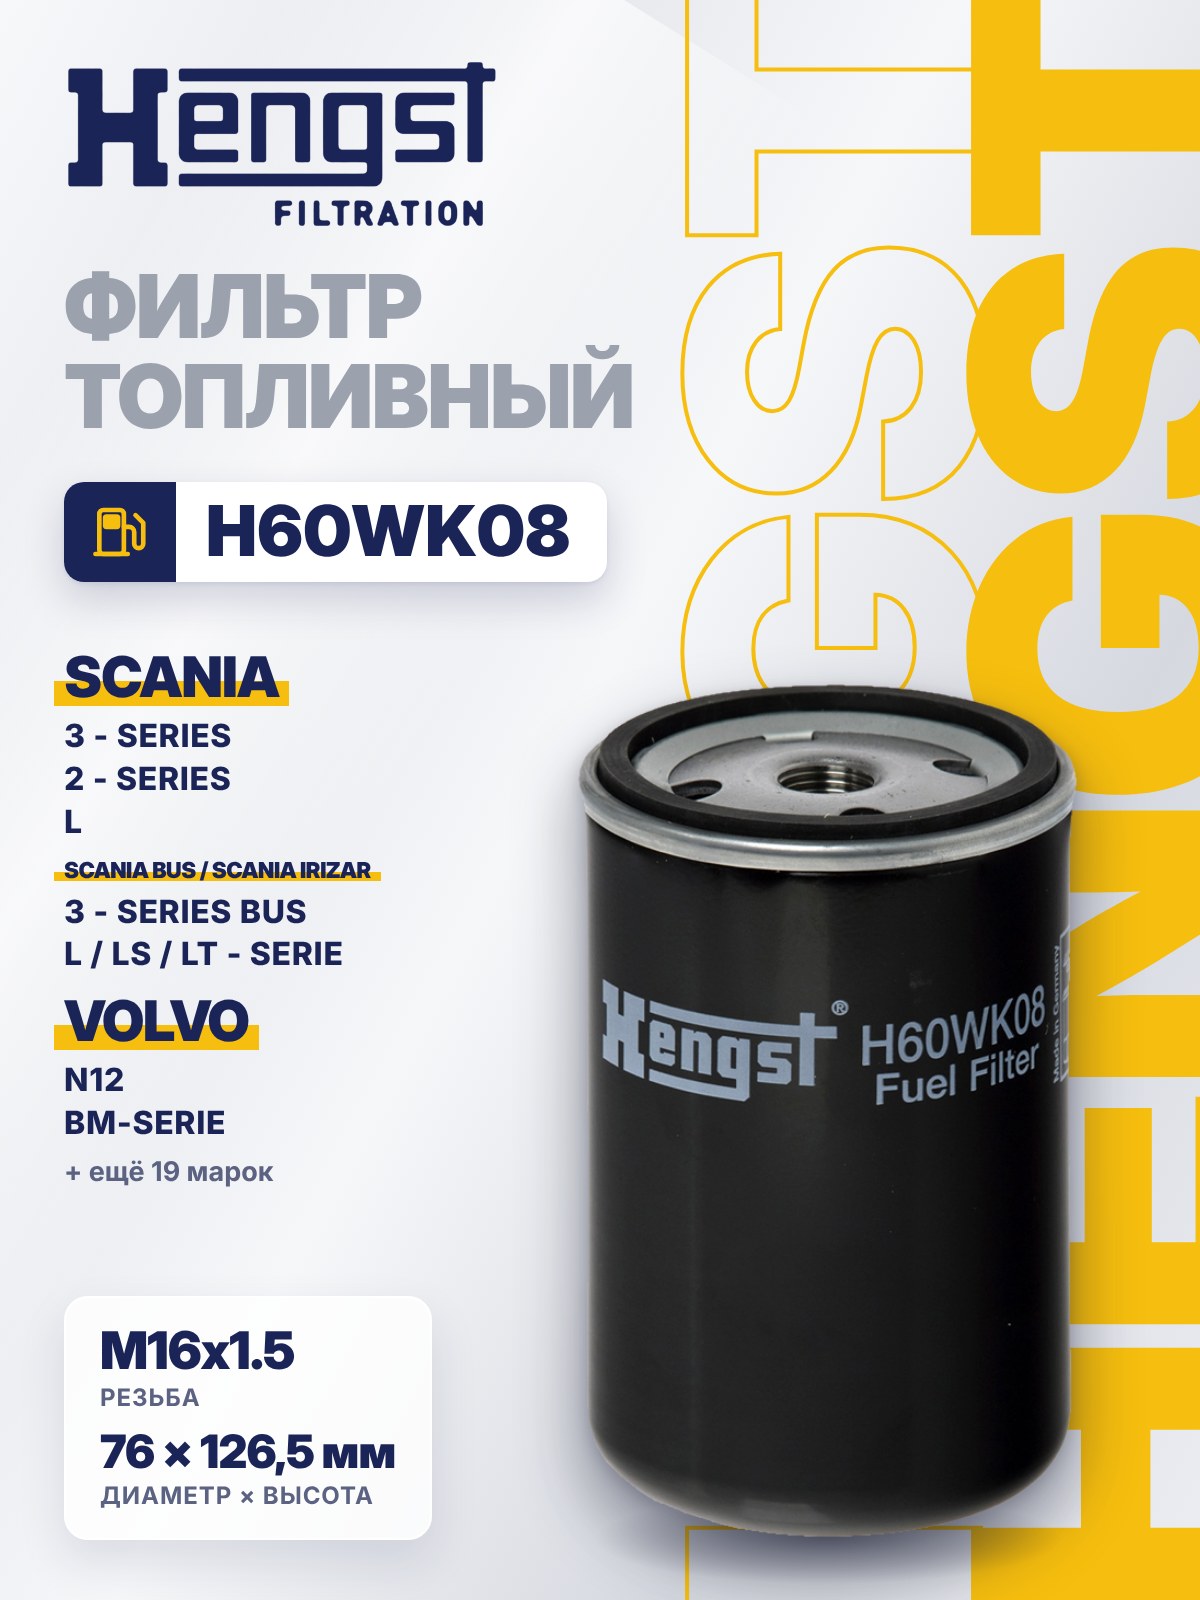 Hengst
FILTRATION
ФИЛЬТР
ТОПЛИВНЫЙ
H60WK08
SCANIA
3 - SERIES
2 - SERIES
L
SCANIA BUS / SCANIA IRIZAR
3 - SERIES BUS
L / LS / LT - SERIE
VOLVO
N12
BM-SERIE
+ ещё 19 марок
M16x1.5
РЕЗЬБА
76 × 126,5 мм
ДИАМЕТР × ВЫСОТА
Hengst®
H60WK08
Fuel Filter
Made in Germany
HENGST